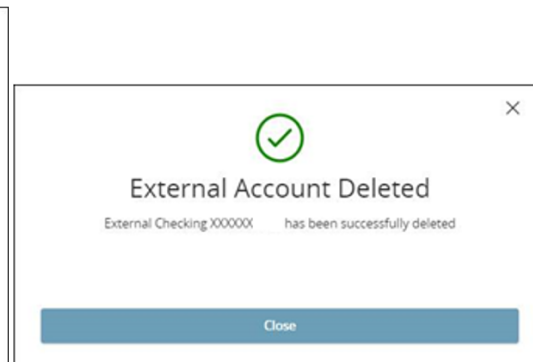 External Account Deleted
External Checking XXXXXX has been successfully deleted
Close